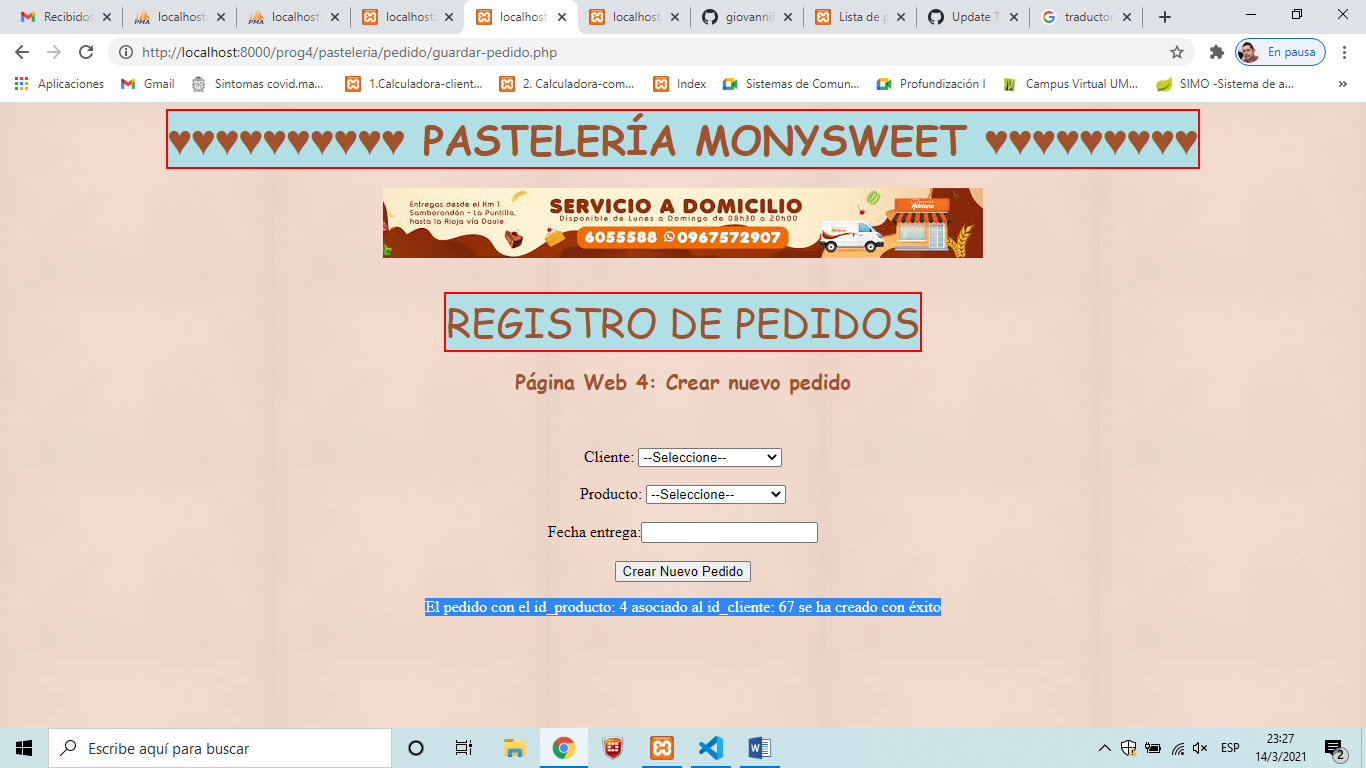 Recibidos
localhost
localhost
localhost
localhost
localhost
giovannif
Lista de p
Update Th
traductor
http://localhost:8000/prog4/pasteleria/pedido/guardar-pedido.php
En pausa
Aplicaciones
Gmail
Sintomas covid.ma...
1.Calculadora-client...
2. Calculadora-com...
Index
Sistemas de Comun...
Profundización I
Campus Virtual UM...
SIMO -Sistema de a...
»
♥♥♥♥♥♥♥♥♥♥ PASTELERÍA MONYSWEET ♥♥♥♥♥♥♥♥♥
Entregas desde el Km 1
Samborondón - La Puntilla,
hasta la Rioja vía Daule
SERVICIO A DOMICILIO
Disponible de Lunes a Domingo de 08h30 a 20h00
6055588 0967572907
REGISTRO DE PEDIDOS
Página Web 4: Crear nuevo pedido
Cliente: --Seleccione--
Producto: --Seleccione--
Fecha entrega:
Crear Nuevo Pedido
El pedido con el id_producto: 4 asociado al id_cliente: 67 se ha creado con éxito
Escribe aquí para buscar
ESP
23:27
14/3/2021
2